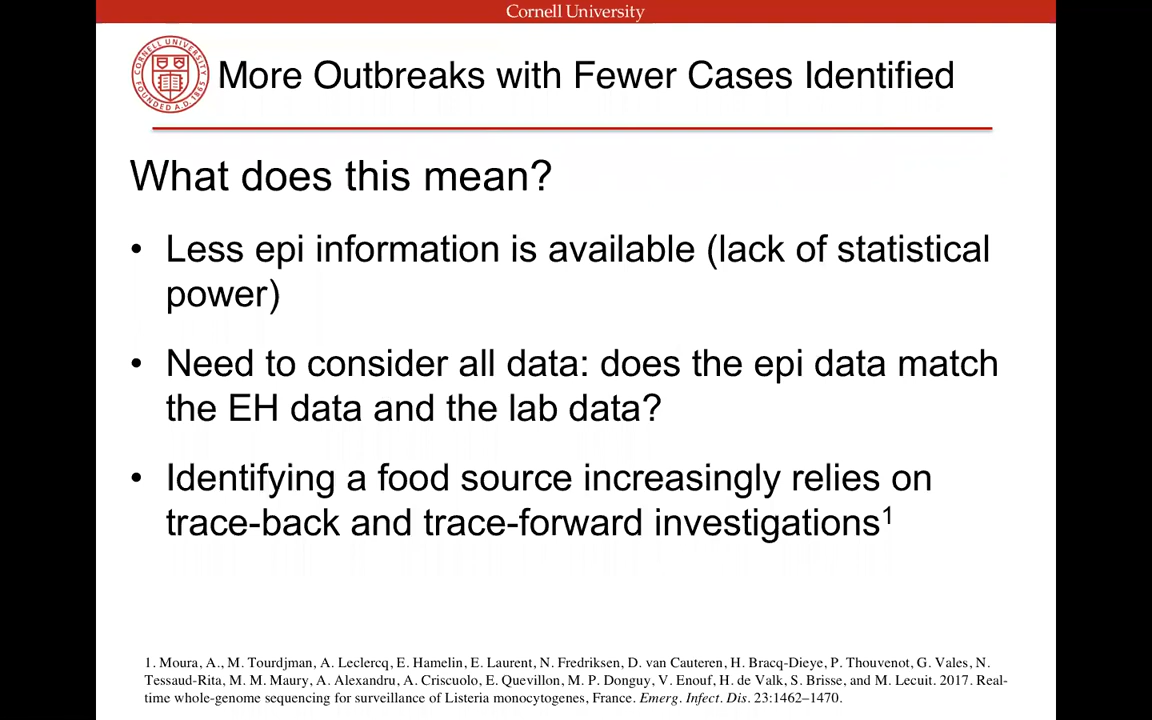 Cornell University
More Outbreaks with Fewer Cases Identified
What does this mean?
• Less epi information is available (lack of statistical
power)
• Need to consider all data: does the epi data match
the EH data and the lab data?
• Identifying a food source increasingly relies on
trace-back and trace-forward investigations¹
1. Moura, A., M. Tourdjman, A. Leclercq, E. Hamelin, E. Laurent, N. Fredriksen, D. van Cauteren, H. Bracq-Dieye, P. Thouvenot, G. Vales, N.
Tessaud-Rita, M. M. Maury, A. Alexandru, A. Criscuolo, E. Quevillon, M. P. Donguy, V. Enouf, H. de Valk, S. Brisse, and M. Lecuit. 2017. Real-
time whole-genome sequencing for surveillance of Listeria monocytogenes, France. Emerg. Infect. Dis. 23:1462–1470.
CORNELL UNIVERSITY
FOUNDED A.D. 1865